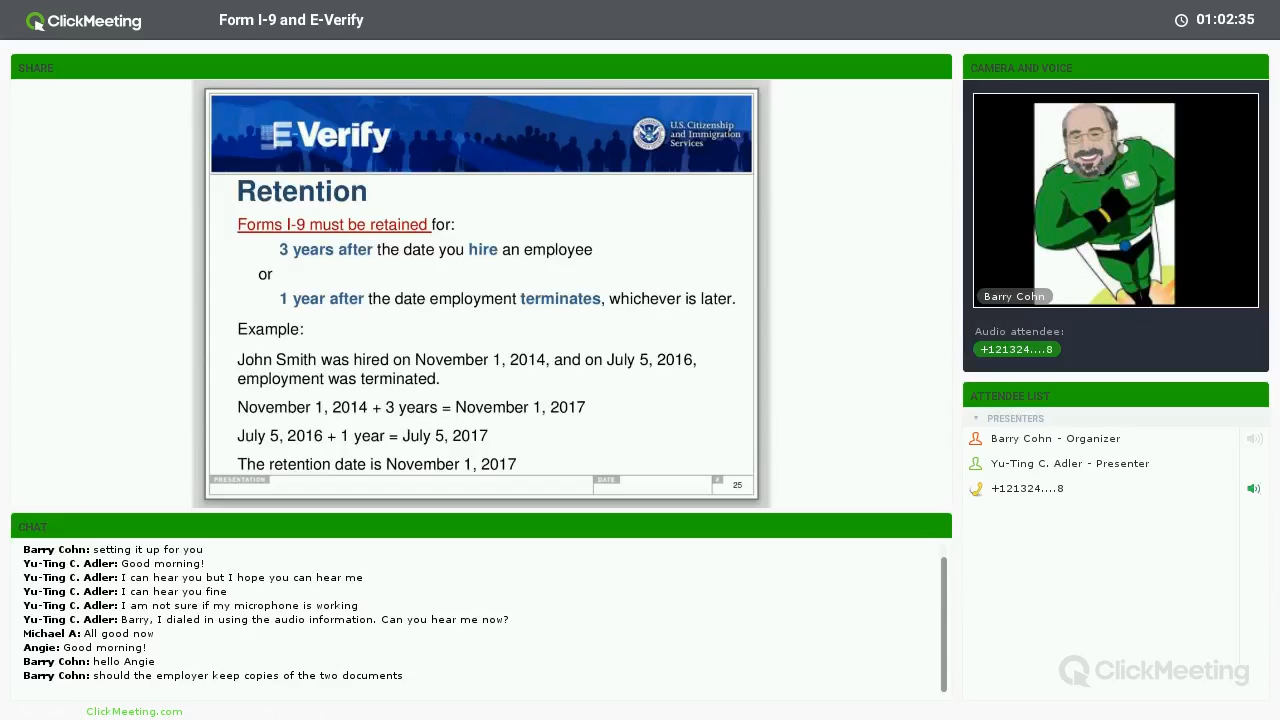 ClickMeeting
Form I-9 and E-Verify
01:02:35
SHARE
E-Verify
U.S. Citizenship
and Immigration
Services
Retention
Forms I-9 must be retained for:
3 years after the date you hire an employee
or
1 year after the date employment terminates, whichever is later.
Example:
John Smith was hired on November 1, 2014, and on July 5, 2016,
employment was terminated.
November 1, 2014 + 3 years = November 1, 2017
July 5, 2016 + 1 year = July 5, 2017
The retention date is November 1, 2017
PRESENTATION
DATE
#
25
CAMERA AND VOICE
Barry Cohn
Audio attendee:
+121324....8
ATTENDEE LIST
PRESENTERS
Barry Cohn - Organizer
Yu-Ting C. Adler - Presenter
+121324....8
ClickMeeting
CHAT
Barry Cohn: setting it up for you
Yu-Ting C. Adler: Good morning!
Yu-Ting C. Adler: I can hear you but I hope you can hear me
Yu-Ting C. Adler: I can hear you fine
Yu-Ting C. Adler: I am not sure if my microphone is working
Yu-Ting C. Adler: Barry, I dialed in using the audio information. Can you hear me now?
Michael A: All good now
Angie: Good morning!
Barry Cohn: hello Angie
Barry Cohn: should the employer keep copies of the two documents
ClickMeeting.com